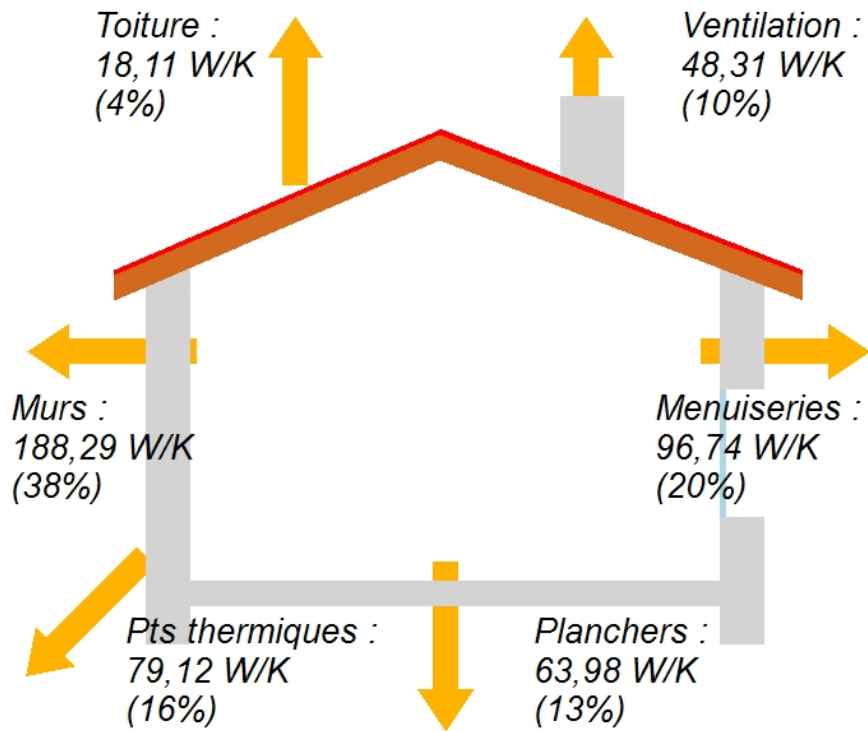 Toiture :
18,11 W/K
(4%)
Ventilation :
48,31 W/K
(10%)
Murs :
188,29 W/K
(38%)
Menuiseries :
96,74 W/K
(20%)
Pts thermiques :
79,12 W/K
(16%)
Planchers :
63,98 W/K
(13%)